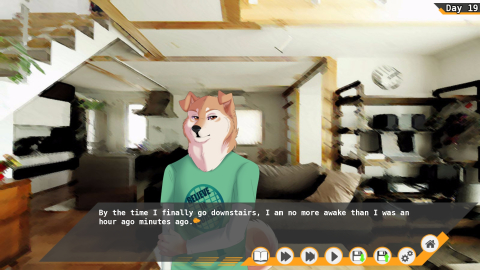 Day 19
BELIEVE
By the time I finally go downstairs, I am no more awake than I was an
hour ago minutes ago.